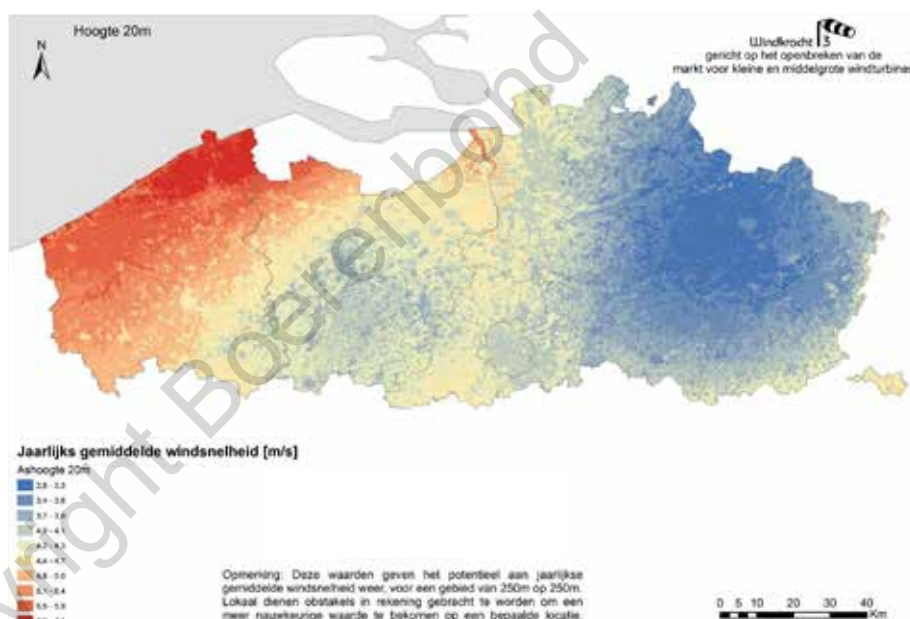 Hoogte 20m
N
Windkracht 3
gericht op het openbreken van de
markt voor kleine en middelgrote windturbines
Copyright Boerenbond
Jaarlijks gemiddelde windsnelheid [m/s]
Ashoogte 20m
Opmerking: Deze waarden geven het potentieel aan jaarlijkse
gemiddelde windsnelheid weer, voor een gebied van 250m op 250m.
Lokaal dienen obstakels in rekening gebracht te worden om een
meer nauwkeurige waarde te bekomen op een bepaalde locatie.
0 5 10 20 30 40
Km